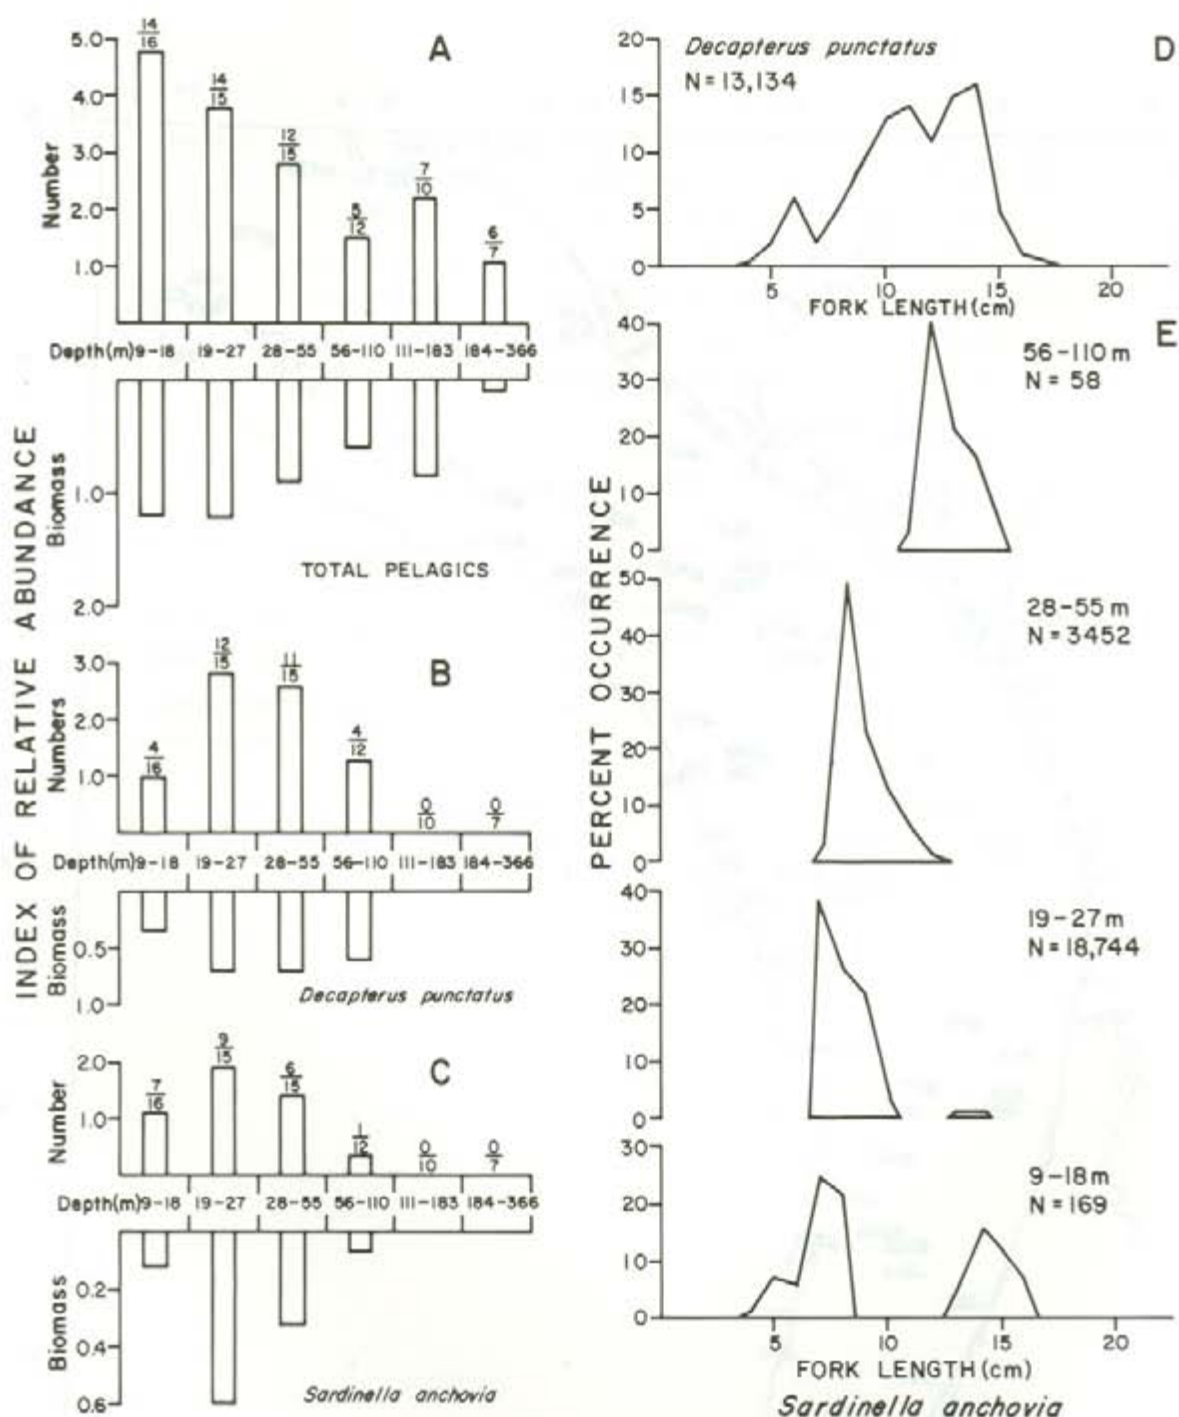 INDEX OF RELATIVE ABUNDANCE
A
Number
5.0
4.0
3.0
2.0
1.0
14/16
14/15
12/15
5/12
7/10
6/7
Depth(m) 9-18 19-27 28-55 56-110 111-183 184-366
Biomass
1.0
2.0
TOTAL PELAGICS
B
Numbers
3.0
2.0
1.0
4/16
12/15
11/15
4/12
0/10
0/7
Depth(m) 9-18 19-27 28-55 56-110 111-183 184-366
Biomass
0.5
1.0
Decapterus punctatus
C
Number
2.0
1.0
7/16
9/15
6/15
1/12
0/10
0/7
Depth(m) 9-18 19-27 28-55 56-110 111-183 184-366
Biomass
0.2
0.4
0.6
Sardinella anchovia
PERCENT OCCURRENCE
D
Decapterus punctatus
N=13,134
20
15
10
5
0
5 10 15 20
FORK LENGTH(cm)
E
56-110 m
N = 58
40
30
20
10
0
28-55 m
N = 3452
50
40
30
20
10
0
19-27 m
N = 18,744
40
30
20
10
0
9-18 m
N = 169
30
20
10
0
5 10 15 20
FORK LENGTH(cm)
Sardinella anchovia